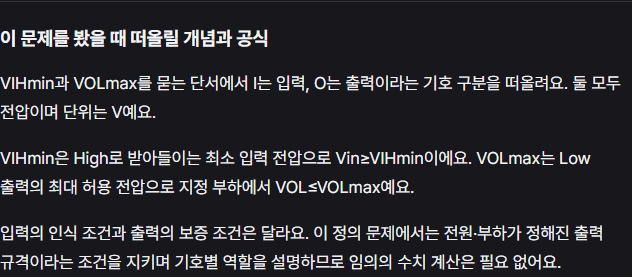 이 문제를 봤을 때 떠올릴 개념과 공식
VIHmin과 VOLmax를 묻는 단서에서 I는 입력, O는 출력이라는 기호 구분을 떠올려요. 둘 모두
전압이며 단위는 V예요.
VIHmin은 High로 받아들이는 최소 입력 전압으로 Vin≥VIHmin이에요. VOLmax는 Low
출력의 최대 허용 전압으로 지정 부하에서 VOL≤VOLmax예요.
입력의 인식 조건과 출력의 보증 조건은 달라요. 이 정의 문제에서는 전원·부하가 정해진 출력
규격이라는 조건을 지키며 기호별 역할을 설명하므로 임의의 수치 계산은 필요 없어요.